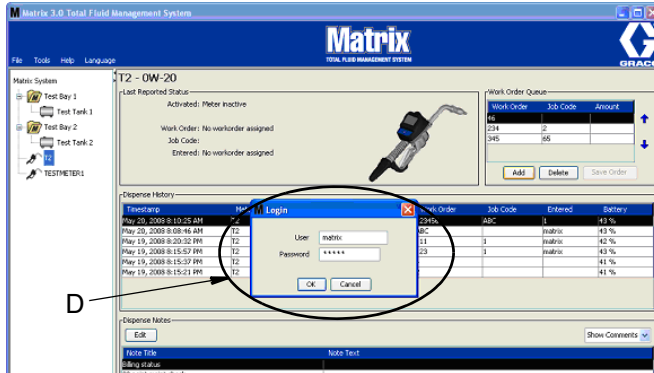 Matrix 3.0 Total Fluid Management System
Matrix
TOTAL FLUID MANAGEMENT SYSTEM
GRACO
File Tools Help Language
Matrix System
Test Bay 1
Test Tank 1
Test Bay 2
Test Tank 2
T2
TESTMETER1
T2 - 0W-20
Last Reported Status
Activated: Meter inactive
Work Order: No workorder assigned
Job Code:
Entered: No workorder assigned
Work Order Queue
Work Order Job Code Amount
46
234 2
345 65
Add Delete Save Order
Dispense History
Timestamp Work Order Job Code Entered Battery
May 20, 2008 8:10:25 AM T2 ABC 1 43 %
May 20, 2008 8:08:46 AM T2 matrix 43 %
May 19, 2008 8:20:32 PM T2 11 1 matrix 42 %
May 19, 2008 8:15:57 PM T2 23 1 matrix 43 %
May 19, 2008 8:15:37 PM T2 41 %
May 19, 2008 8:15:21 PM T2 41 %
Login
User matrix
Password *****
OK Cancel
D
Dispense Notes
Edit
Show Comments
Note Title Note Text
Billing status